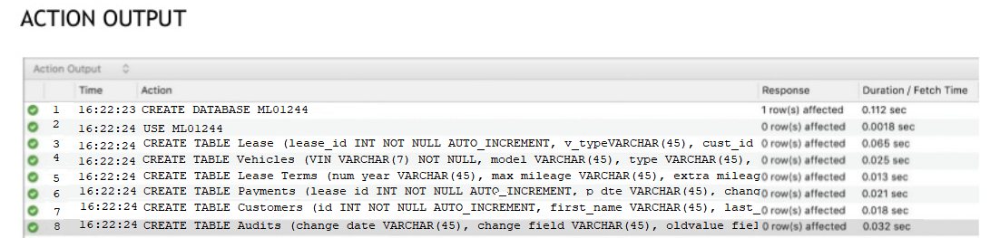 ACTION OUTPUT
Action Output
Time Action Response Duration / Fetch Time
1 16:22:23 CREATE DATABASE ML01244 1 row(s) affected 0.112 sec
2 16:22:24 USE ML01244 0 row(s) affected 0.0018 sec
3 16:22:24 CREATE TABLE Lease (lease_id INT NOT NULL AUTO_INCREMENT, v_typeVARCHAR(45), cust_id 0 row(s) affected 0.065 sec
4 16:22:24 CREATE TABLE Vehicles (VIN VARCHAR(7) NOT NULL, model VARCHAR(45), type VARCHAR(45), 0 row(s) affected 0.025 sec
5 16:22:24 CREATE TABLE Lease Terms (num year VARCHAR(45), max mileage VARCHAR(45), extra mileag 0 row(s) affected 0.013 sec
6 16:22:24 CREATE TABLE Payments (lease id INT NOT NULL AUTO_INCREMENT, p dte VARCHAR(45), chang 0 row(s) affected 0.021 sec
7 16:22:24 CREATE TABLE Customers (id INT NOT NULL AUTO_INCREMENT, first_name VARCHAR(45), last_ 0 row(s) affected 0.018 sec
8 16:22:24 CREATE TABLE Audits (change date VARCHAR(45), change field VARCHAR(45), oldvalue fiel 0 row(s) affected 0.032 sec